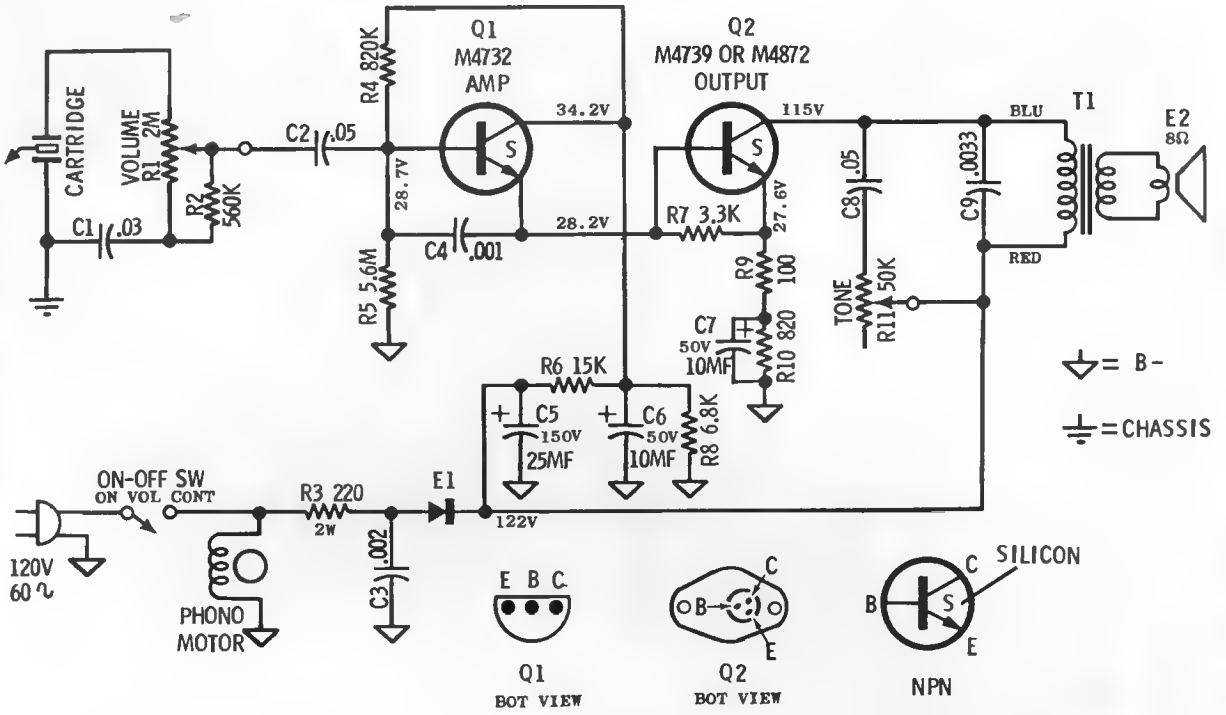 Q1
M4732
AMP
Q2
M4739 OR M4872
OUTPUT
R4 820K
CARTRIDGE
VOLUME
R1 2M
R2
560K
C1 .03
C2 .05
28.7V
34.2V
28.2V
C4 .001
R5 5.6M
115V
27.6V
R7 3.3K
R9
100
C7
50V
10MF
+
R10 820
C8 .05
TONE
R11 50K
C9 .0033
BLU
RED
T1
E2
8Ω
R6 15K
+ C5
150V
25MF
+ C6
50V
10MF
R8 6.8K
= B-
= CHASSIS
ON-OFF SW
ON VOL CONT
120V
60 ~
PHONO
MOTOR
R3 220
2W
C3 .002
E1
122V
E B C
Q1
BOT VIEW
C
B
E
Q2
BOT VIEW
SILICON
C
B
S
E
NPN
S
S